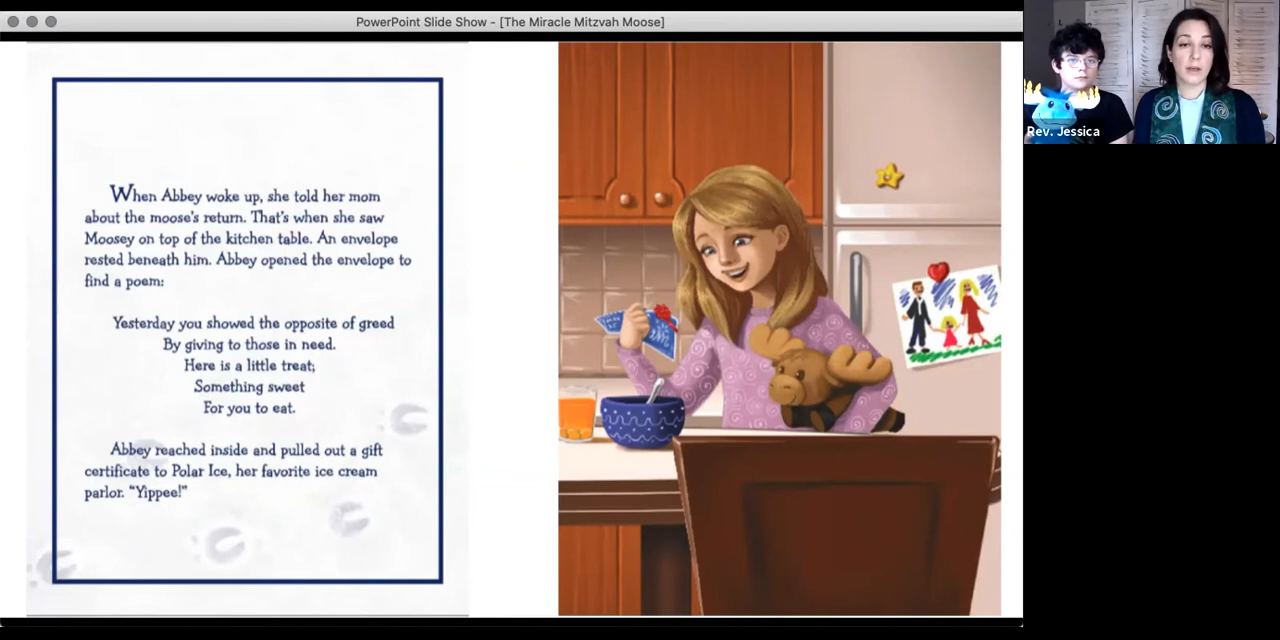 PowerPoint Slide Show - [The Miracle Mitzvah Moose]
When Abbey woke up, she told her mom
about the moose's return. That's when she saw
Moosey on top of the kitchen table. An envelope
rested beneath him. Abbey opened the envelope to
find a poem:
Yesterday you showed the opposite of greed
By giving to those in need.
Here is a little treat;
Something sweet
For you to eat.
Abbey reached inside and pulled out a gift
certificate to Polar Ice, her favorite ice cream
parlor. “Yippee!”
Rev. Jessica